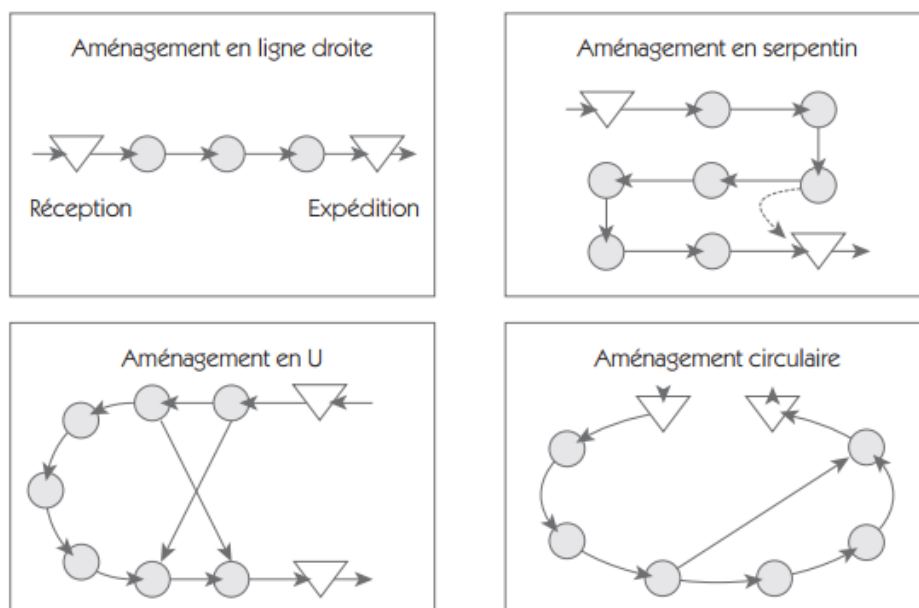 Aménagement en ligne droite
Réception
Expédition
Aménagement en serpentin
Aménagement en U
Aménagement circulaire